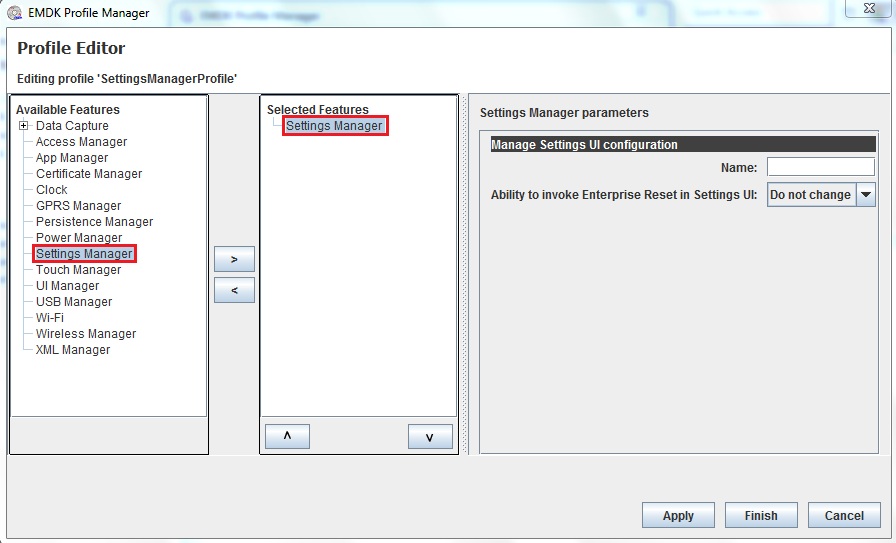 EMDK Profile Manager
Profile Editor
Editing profile 'SettingsManagerProfile'
Available Features
Data Capture
Access Manager
App Manager
Certificate Manager
Clock
GPRS Manager
Persistence Manager
Power Manager
Settings Manager
Touch Manager
UI Manager
USB Manager
Wi-Fi
Wireless Manager
XML Manager
>
<
Selected Features
Settings Manager
Settings Manager parameters
Manage Settings UI configuration
Name:
Ability to invoke Enterprise Reset in Settings UI: Do not change
Apply Finish Cancel